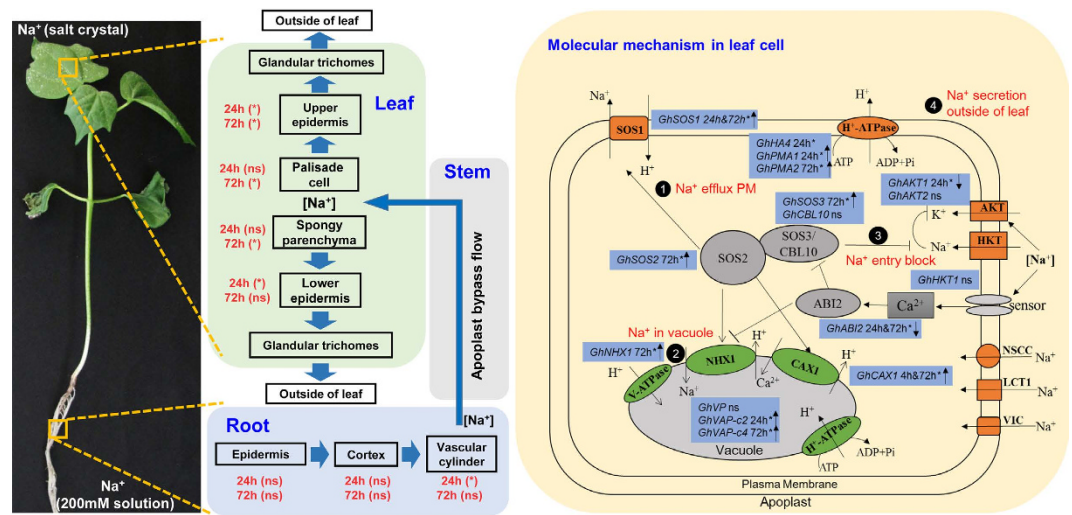 Na⁺ (salt crystal)
Na⁺
(200mM solution)
Outside of leaf
Glandular trichomes
Leaf
24h (*)
72h (*)
Upper
epidermis
24h (ns)
72h (*)
Palisade
cell
[Na⁺]
24h (ns)
72h (*)
Spongy
parenchyma
24h (*)
72h (ns)
Lower
epidermis
Glandular trichomes
Outside of leaf
Stem
Apoplast bypass flow
[Na⁺]
Root
Epidermis
Cortex
Vascular
cylinder
24h (ns)
72h (ns)
24h (ns)
72h (ns)
24h (*)
72h (ns)
Molecular mechanism in leaf cell
Na⁺
SOS1
H⁺
GhSOS1 24h&72h*↑
H⁺
H⁺-ATPase
ATP
ADP+Pi
GhHA4 24h*
GhPMA1 24h*↑
GhPMA2 72h*↑
4 Na⁺ secretion
outside of leaf
1 Na⁺ efflux PM
GhSOS3 72h*↑
GhCBL10 ns
GhAKT1 24h*↓
GhAKT2 ns
K⁺
AKT
Na⁺
HKT
[Na⁺]
SOS2
SOS3/
CBL10
3
Na⁺ entry block
GhSOS2 72h*↑
GhHKT1 ns
ABI2
Ca²⁺
sensor
GhABI2 24h&72h*↓
Na⁺ in vacuole
2
GhNHX1 72h*↑
H⁺
V-ATPase
NHX1
Na⁺
H⁺
Ca²⁺
CAX1
H⁺
GhCAX1 4h&72h*↑
NSCC
Na⁺
LCT1
Na⁺
VIC
Na⁺
GhVP ns
GhVAP-c2 24h*↑
GhVAP-c4 72h*↑
H⁺
H⁺-ATPase
ATP
ADP+Pi
Vacuole
Plasma Membrane
Apoplast